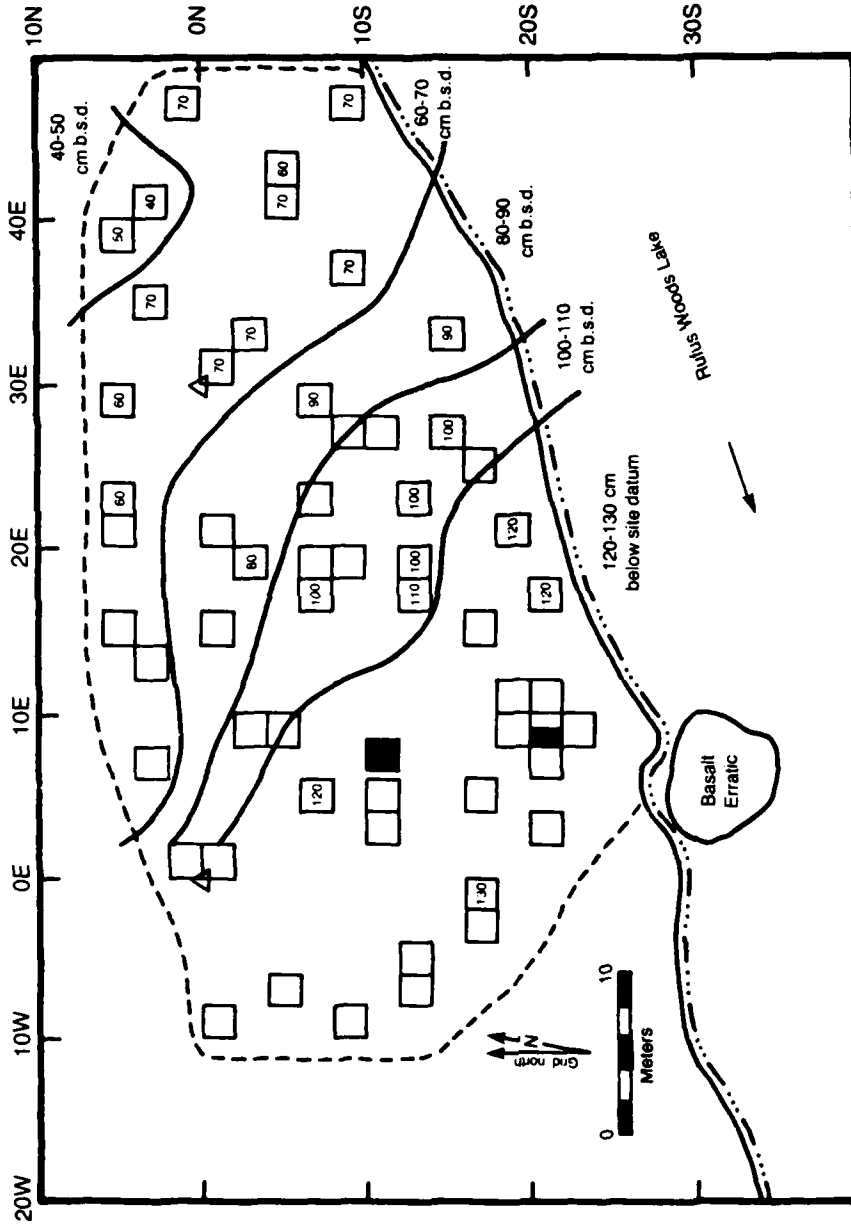 20W
10W
0E
10E
20E
30E
40E
10N
40-50
cm b.s.d.
60
60
50
70
40
70
0N
70
80
70
70
60
120
100
90
70
70
10S
110
100
100
60-70
cm b.s.d.
100
90
130
80-90
cm b.s.d.
120
20S
120
N
Grid north
100-110
cm b.s.d.
120-130 cm
below site datum
0
10
Meters
Rufus Woods Lake
30S
Basalt
Erratic